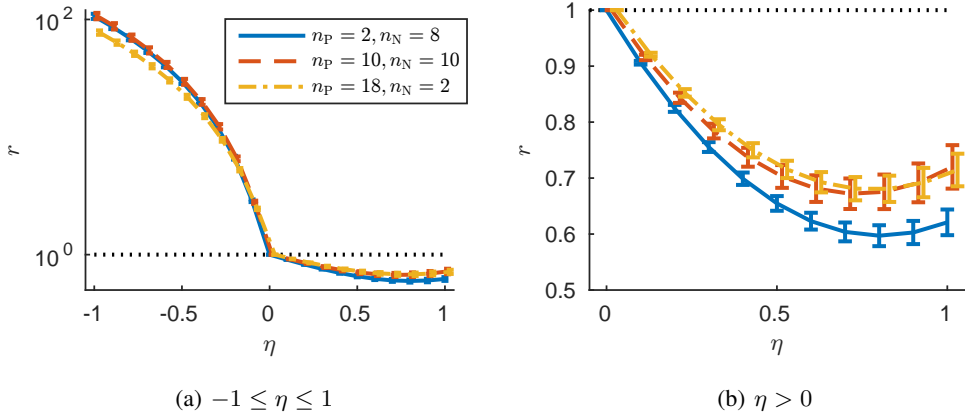 10^2
10^0
r
-1
-0.5
0
0.5
1
η
n_P = 2, n_N = 8
n_P = 10, n_N = 10
n_P = 18, n_N = 2
(a) −1 ≤ η ≤ 1
1
0.9
0.8
0.7
0.6
0.5
r
0
0.5
1
η
(b) η > 0